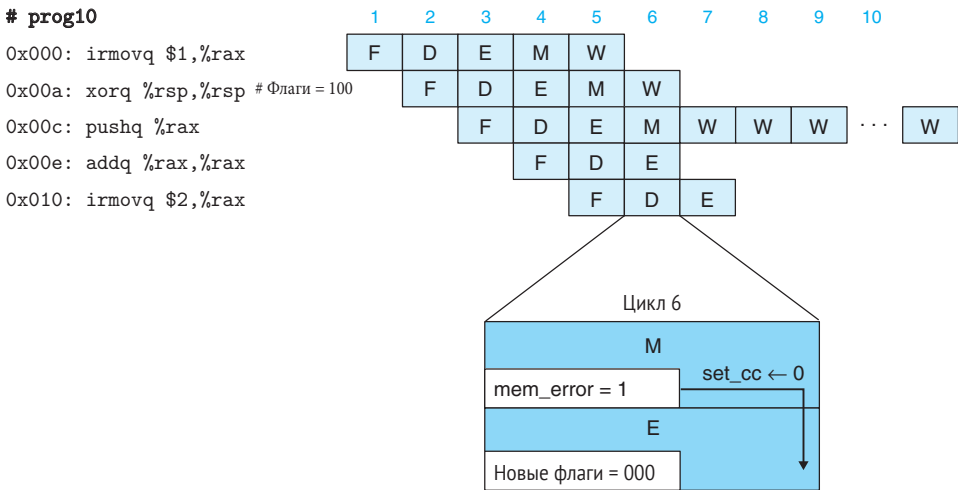 # prog10 1 2 3 4 5 6 7 8 9 10
0x000: irmovq $1,%rax F D E M W
0x00a: xorq %rsp,%rsp # Флаги = 100 F D E M W
0x00c: pushq %rax F D E M W W W · · · W
0x00e: addq %rax,%rax F D E
0x010: irmovq $2,%rax F D E
Цикл 6
M
set_cc ← 0
mem_error = 1
E
Новые флаги = 000